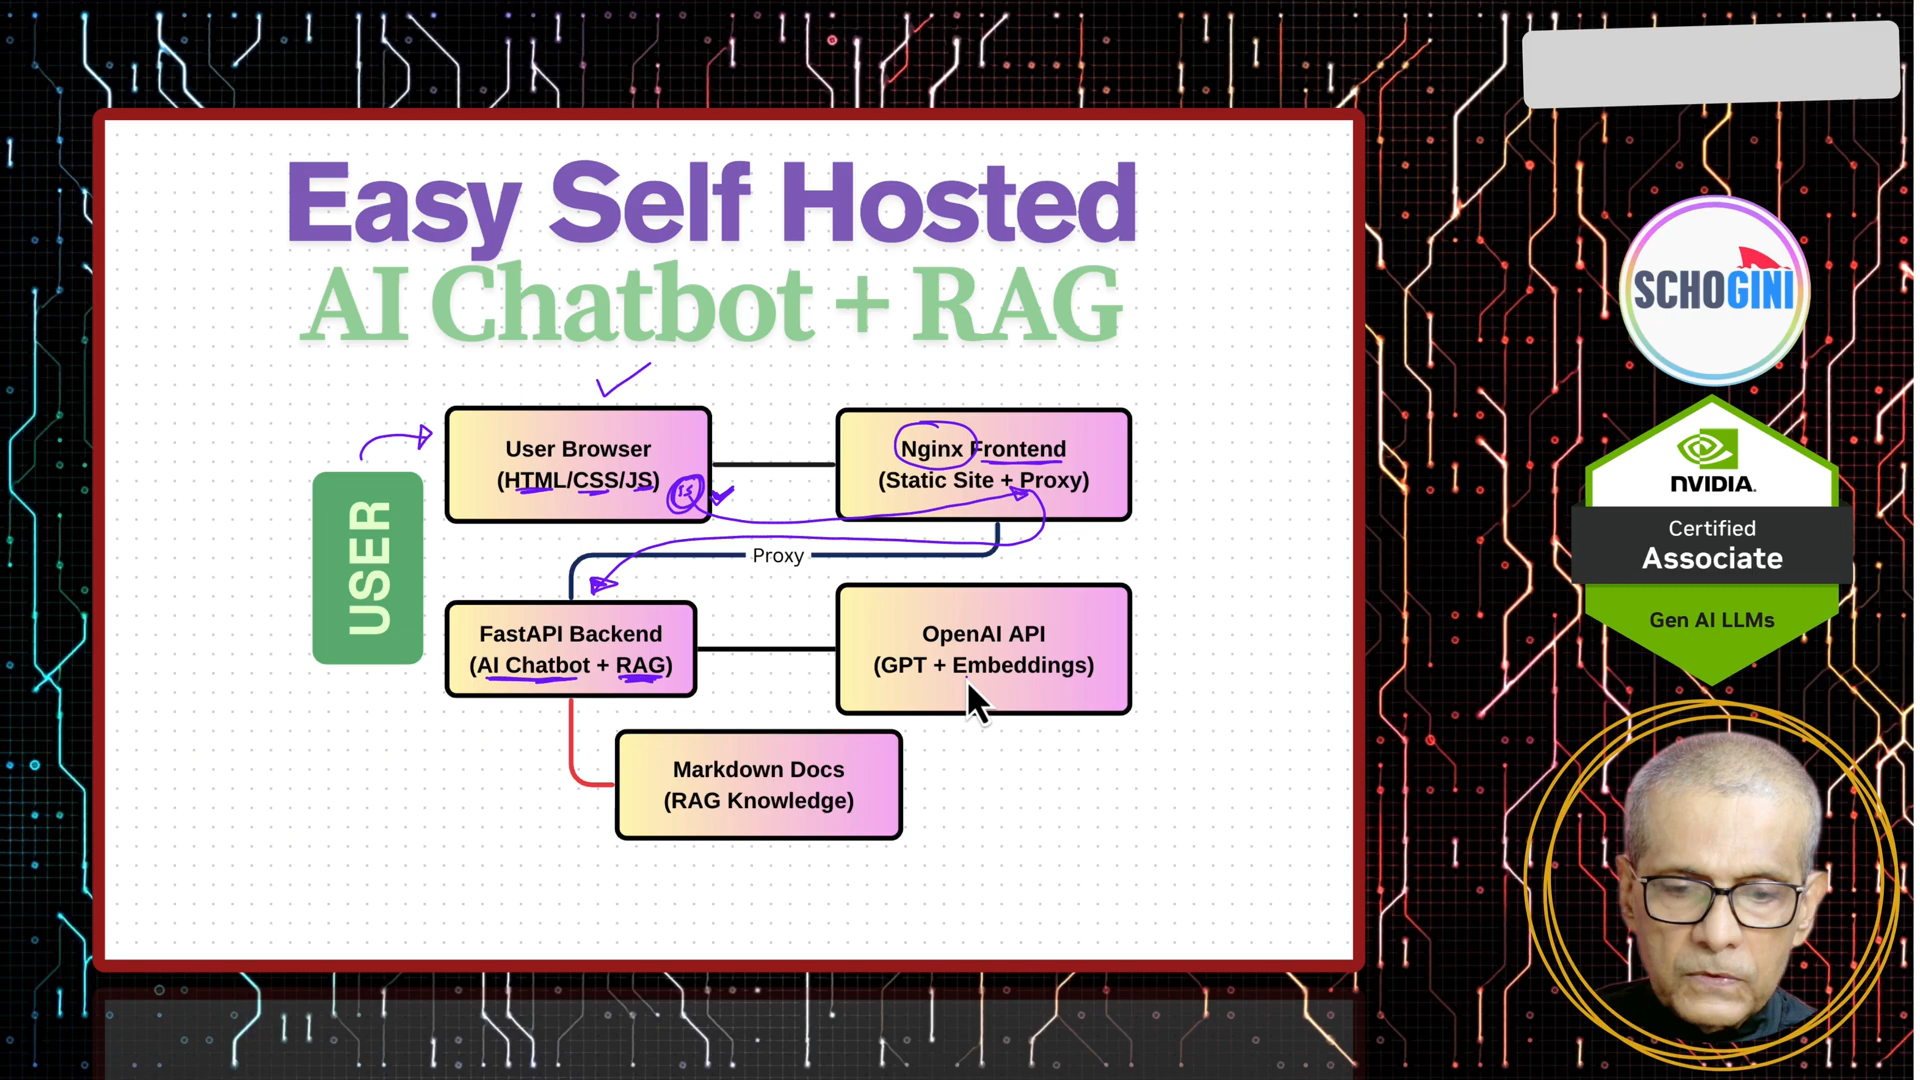 Easy Self Hosted
AI Chatbot + RAG
USER
User Browser
(HTML/CSS/JS)
JS
Nginx Frontend
(Static Site + Proxy)
Proxy
FastAPI Backend
(AI Chatbot + RAG)
OpenAI API
(GPT + Embeddings)
Markdown Docs
(RAG Knowledge)
SCHOGINI
NVIDIA.
Certified
Associate
Gen AI LLMs